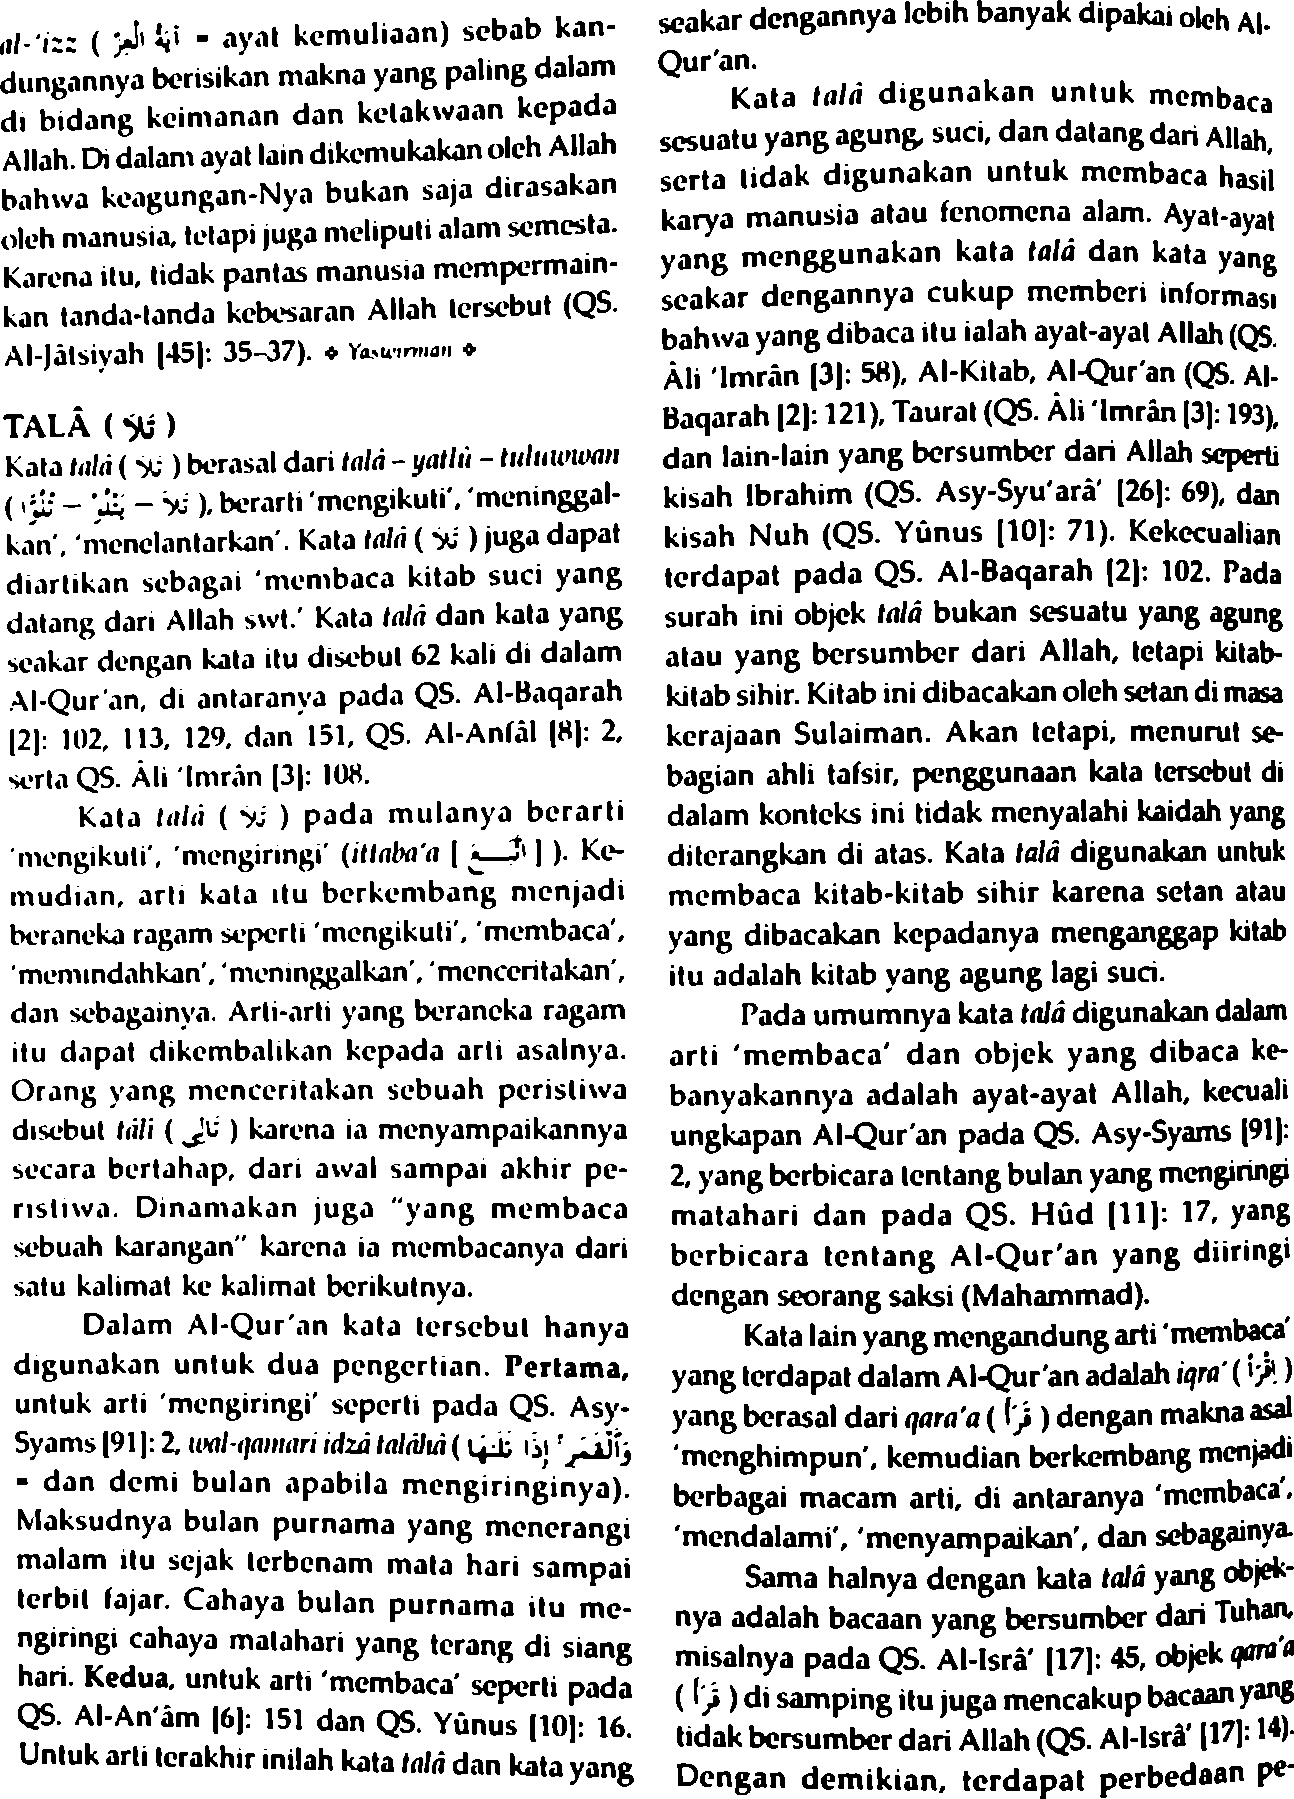 al-'izz ( آيَةُ الْعِزِّ = ayat kemuliaan) sebab kan-
dungannya berisikan makna yang paling dalam
di bidang keimanan dan ketakwaan kepada
Allah. Di dalam ayat lain dikemukakan oleh Allah
bahwa keagungan-Nya bukan saja dirasakan
oleh manusia, tetapi juga meliputi alam semesta.
Karena itu, tidak pantas manusia mempermain-
kan tanda-tanda kebesaran Allah tersebut (QS.
Al-Jâtsiyah [45]: 35–37). ❖ Yaswirman ❖
TALÂ ( تَلاَ )
Kata talâ ( تَلاَ ) berasal dari talâ – yatlû – tuluwwan
( تَلاَ – يَتْلُو – تُلُوًّا ), berarti 'mengikuti', 'meninggal-
kan', 'menelantarkan'. Kata talâ ( تَلاَ ) juga dapat
diartikan sebagai 'membaca kitab suci yang
datang dari Allah swt.' Kata talâ dan kata yang
seakar dengan kata itu disebut 62 kali di dalam
Al-Qur'an, di antaranya pada QS. Al-Baqarah
[2]: 102, 113, 129, dan 151, QS. Al-Anfâl [8]: 2,
serta QS. Âli 'Imrân [3]: 108.
Kata talâ ( تَلاَ ) pada mulanya berarti
'mengikuti', 'mengiringi' (ittaba'a [ اتَّبَعَ ] ). Ke-
mudian, arti kata itu berkembang menjadi
beraneka ragam seperti 'mengikuti', 'membaca',
'memindahkan', 'meninggalkan', 'menceritakan',
dan sebagainya. Arti-arti yang beraneka ragam
itu dapat dikembalikan kepada arti asalnya.
Orang yang menceritakan sebuah peristiwa
disebut tâli ( تَالِي ) karena ia menyampaikannya
secara bertahap, dari awal sampai akhir pe-
ristiwa. Dinamakan juga "yang membaca
sebuah karangan" karena ia membacanya dari
satu kalimat ke kalimat berikutnya.
Dalam Al-Qur'an kata tersebut hanya
digunakan untuk dua pengertian. Pertama,
untuk arti 'mengiringi' seperti pada QS. Asy-
Syams [91]: 2, wal-qamari idzâ talâhâ ( وَالْقَمَرِ إِذَا تَلَىٰهَا
= dan demi bulan apabila mengiringinya).
Maksudnya bulan purnama yang menerangi
malam itu sejak terbenam mata hari sampai
terbit fajar. Cahaya bulan purnama itu me-
ngiringi cahaya matahari yang terang di siang
hari. Kedua, untuk arti 'membaca' seperti pada
QS. Al-An'âm [6]: 151 dan QS. Yûnus [10]: 16.
Untuk arti terakhir inilah kata talâ dan kata yang
seakar dengannya lebih banyak dipakai oleh Al-
Qur'an.
Kata talâ digunakan untuk membaca
sesuatu yang agung, suci, dan datang dari Allah,
serta tidak digunakan untuk membaca hasil
karya manusia atau fenomena alam. Ayat-ayat
yang menggunakan kata talâ dan kata yang
seakar dengannya cukup memberi informasi
bahwa yang dibaca itu ialah ayat-ayat Allah (QS.
Âli 'Imrân [3]: 58), Al-Kitab, Al-Qur'an (QS. Al-
Baqarah [2]: 121), Taurat (QS. Âli 'Imrân [3]: 193),
dan lain-lain yang bersumber dari Allah seperti
kisah Ibrahim (QS. Asy-Syu'arâ' [26]: 69), dan
kisah Nuh (QS. Yûnus [10]: 71). Kekecualian
terdapat pada QS. Al-Baqarah [2]: 102. Pada
surah ini objek talâ bukan sesuatu yang agung
atau yang bersumber dari Allah, tetapi kitab-
kitab sihir. Kitab ini dibacakan oleh setan di masa
kerajaan Sulaiman. Akan tetapi, menurut se-
bagian ahli tafsir, penggunaan kata tersebut di
dalam konteks ini tidak menyalahi kaidah yang
diterangkan di atas. Kata talâ digunakan untuk
membaca kitab-kitab sihir karena setan atau
yang dibacakan kepadanya menganggap kitab
itu adalah kitab yang agung lagi suci.
Pada umumnya kata talâ digunakan dalam
arti 'membaca' dan objek yang dibaca ke-
banyakannya adalah ayat-ayat Allah, kecuali
ungkapan Al-Qur'an pada QS. Asy-Syams [91]:
2, yang berbicara tentang bulan yang mengiringi
matahari dan pada QS. Hûd [11]: 17, yang
berbicara tentang Al-Qur'an yang diiringi
dengan seorang saksi (Mahammad).
Kata lain yang mengandung arti 'membaca'
yang terdapat dalam Al-Qur'an adalah iqra' ( اقْرَأْ )
yang berasal dari qara'a ( قَرَأَ ) dengan makna asal
'menghimpun', kemudian berkembang menjadi
berbagai macam arti, di antaranya 'membaca',
'mendalami', 'menyampaikan', dan sebagainya.
Sama halnya dengan kata talâ yang objek-
nya adalah bacaan yang bersumber dari Tuhan,
misalnya pada QS. Al-Isrâ' [17]: 45, objek qara'a
( قَرَأَ ) di samping itu juga mencakup bacaan yang
tidak bersumber dari Allah (QS. Al-Isrâ' [17]: 14).
Dengan demikian, terdapat perbedaan pe-